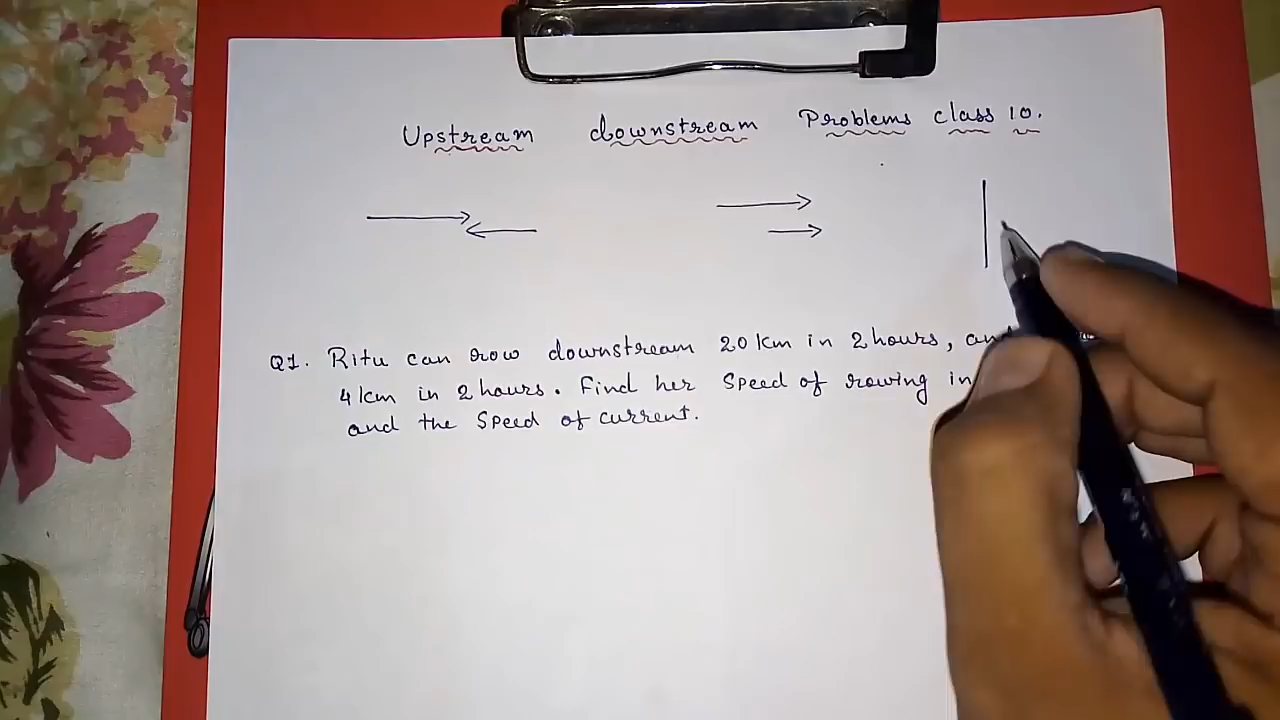 Upstream downstream Problems class 10.
Q1. Ritu can row downstream 20 km in 2 hours, and
4 km in 2 hours. Find her Speed of rowing in
and the Speed of current.